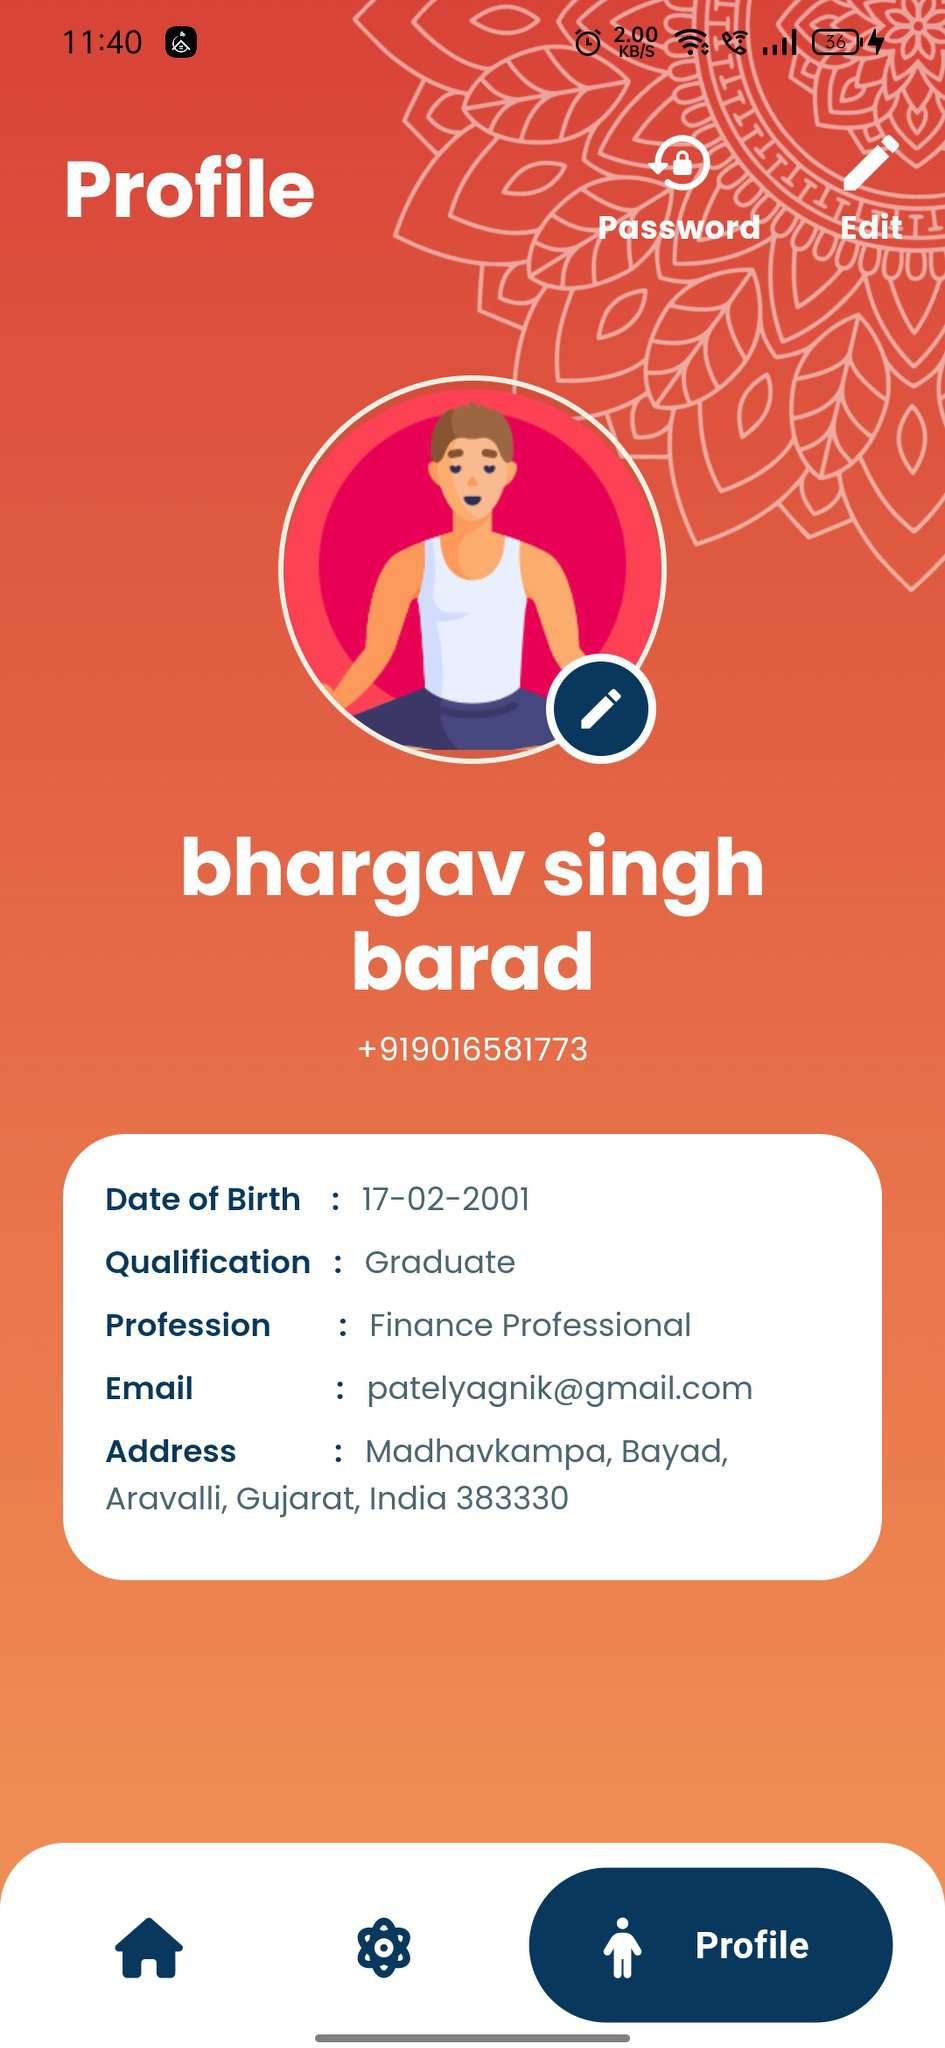 11:40
2.00
KB/S
36
Profile
Password
Edit
bhargav singh
barad
+919016581773
Date of Birth : 17-02-2001
Qualification : Graduate
Profession : Finance Professional
Email : patelyagnik@gmail.com
Address : Madhavkampa, Bayad,
Aravalli, Gujarat, India 383330
Profile